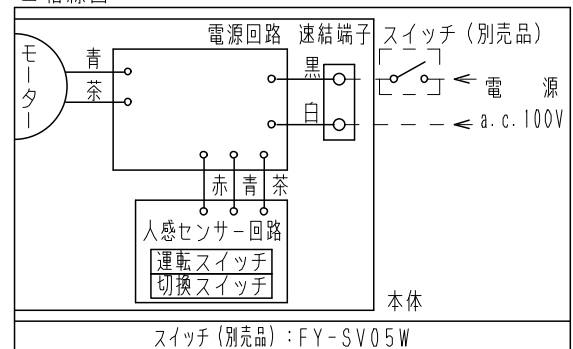 結線図
電源回路 速結端子 スイッチ(別売品)
モーター
青
茶
黒
白
電 源
a.c.100V
赤 青 茶
人感センサー回路
運転スイッチ
切換スイッチ
本体
スイッチ(別売品):FY-SV05W